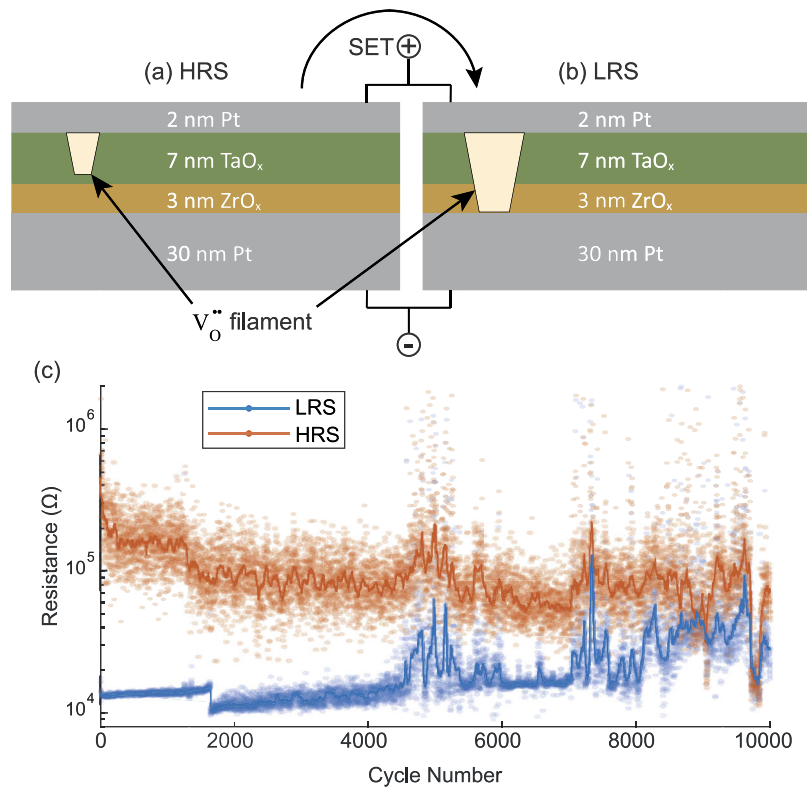 SET +
(a) HRS
(b) LRS
2 nm Pt
2 nm Pt
7 nm TaOₓ
7 nm TaOₓ
3 nm ZrOₓ
3 nm ZrOₓ
30 nm Pt
30 nm Pt
V_O^•• filament
-
(c)
LRS
HRS
10⁶
10⁵
10⁴
Resistance (Ω)
0
2000
4000
6000
8000
10000
Cycle Number